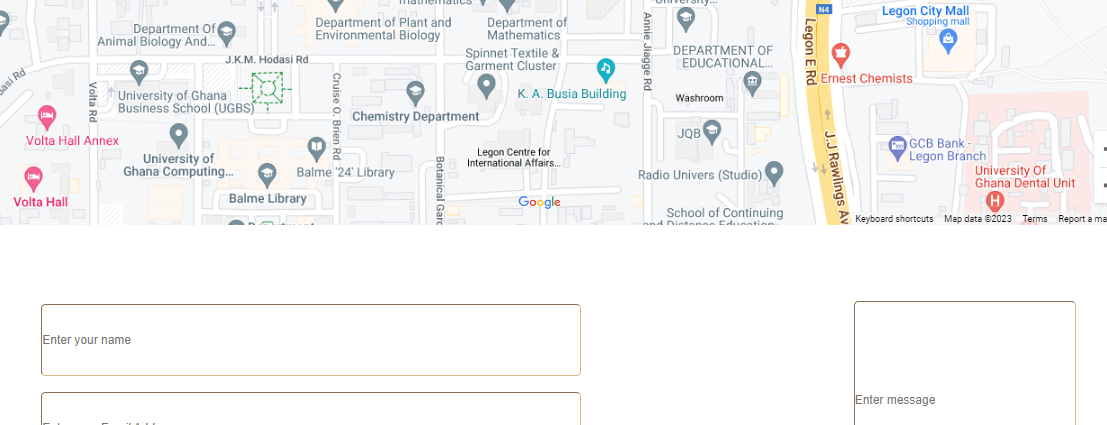 mathematics
University…
N4
Legon City Mall
Shopping mall
Department Of
Animal Biology And...
Department of Plant and
Environmental Biology
Department of
Mathematics
Annie Jiagge Rd
Legon E Rd
J.K.M. Hodasi Rd
Spinnet Textile &
Garment Cluster
DEPARTMENT OF
EDUCATIONAL...
Ernest Chemists
Volta Rd
University of Ghana
Business School (UGBS)
Cruise O. Brien Rd
K. A. Busia Building
Washroom
Chemistry Department
Volta Hall Annex
JQB
J.J Rawlings Av
GCB Bank -
Legon Branch
University of
Ghana Computing...
Balme '24' Library
Legon Centre for
International Affairs...
Botanical Gard
Radio Univers (Studio)
University Of
Ghana Dental Unit
Volta Hall
Balme Library
Google
School of Continuing
and Distance Education
H
Keyboard shortcuts
Map data ©2023
Terms
Report a ma
Enter your name
Enter message